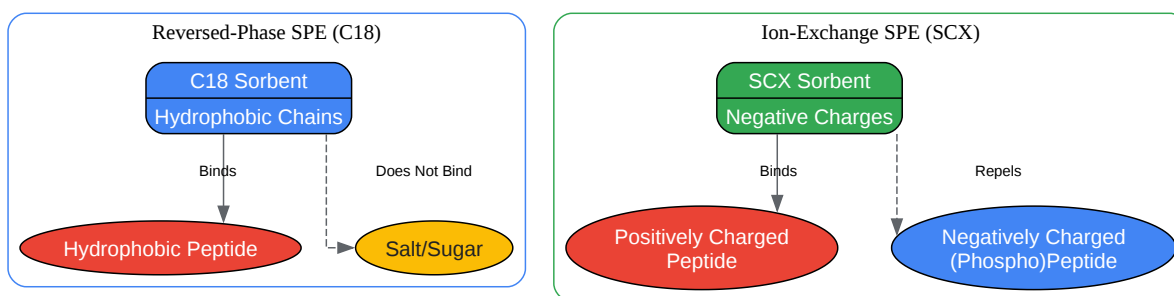 Reversed-Phase SPE (C18)
C18 Sorbent
Hydrophobic Chains
Binds
Does Not Bind
Hydrophobic Peptide
Salt/Sugar
Ion-Exchange SPE (SCX)
SCX Sorbent
Negative Charges
Binds
Repels
Positively Charged
Peptide
Negatively Charged
(Phospho)Peptide